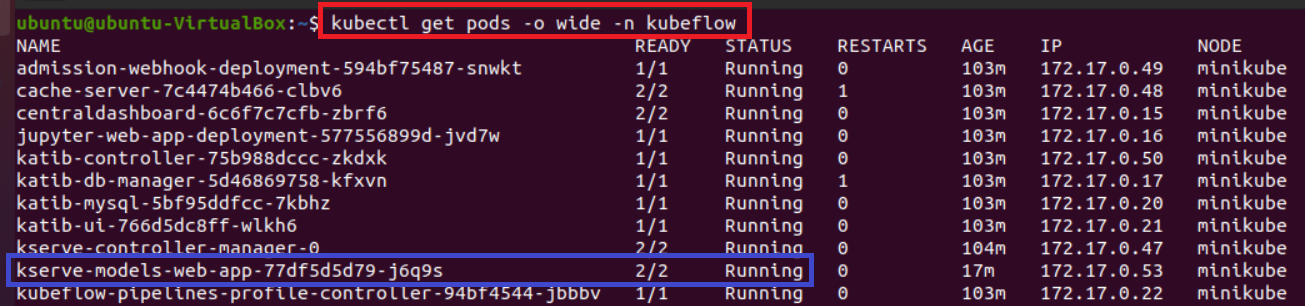 ubuntu@ubuntu-VirtualBox:~$ kubectl get pods -o wide -n kubeflow
NAME READY STATUS RESTARTS AGE IP NODE
admission-webhook-deployment-594bf75487-snwkt 1/1 Running 0 103m 172.17.0.49 minikube
cache-server-7c4474b466-clbv6 2/2 Running 1 103m 172.17.0.48 minikube
centraldashboard-6c6f7c7cfb-zbrf6 2/2 Running 0 103m 172.17.0.15 minikube
jupyter-web-app-deployment-577556899d-jvd7w 1/1 Running 0 103m 172.17.0.16 minikube
katib-controller-75b988dccc-zkdxk 1/1 Running 0 103m 172.17.0.50 minikube
katib-db-manager-5d46869758-kfxvn 1/1 Running 1 103m 172.17.0.17 minikube
katib-mysql-5bf95ddfcc-7kbhz 1/1 Running 0 103m 172.17.0.20 minikube
katib-ui-766d5dc8ff-wlkh6 1/1 Running 0 103m 172.17.0.21 minikube
kserve-controller-manager-0 2/2 Running 0 104m 172.17.0.47 minikube
kserve-models-web-app-77df5d5d79-j6q9s 2/2 Running 0 17m 172.17.0.53 minikube
kubeflow-pipelines-profile-controller-94bf4544-jbbbv 1/1 Running 0 103m 172.17.0.22 minikube